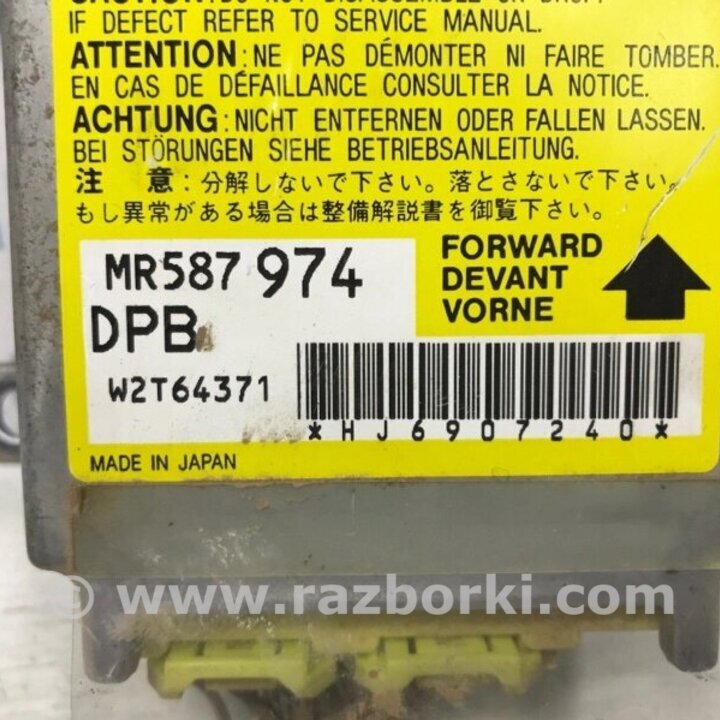 IF DEFECT REFER TO SERVICE MANUAL.
ATTENTION : NE PAS DÉMONTER NI FAIRE TOMBER.
EN CAS DE DÉFAILLANCE CONSULTER LA NOTICE.
ACHTUNG : NICHT ENTFERNEN ODER FALLEN LASSEN.
BEI STÖRUNGEN SIEHE BETRIEBSANLEITUNG.
注 意：分解しないで下さい。落とさないで下さい。
もし異常がある場合は整備解説書を御覧下さい。
MR587 974
FORWARD
DEVANT
VORNE
DPB
W2T64371
*HJ6907240*
MADE IN JAPAN
© www.razborki.com